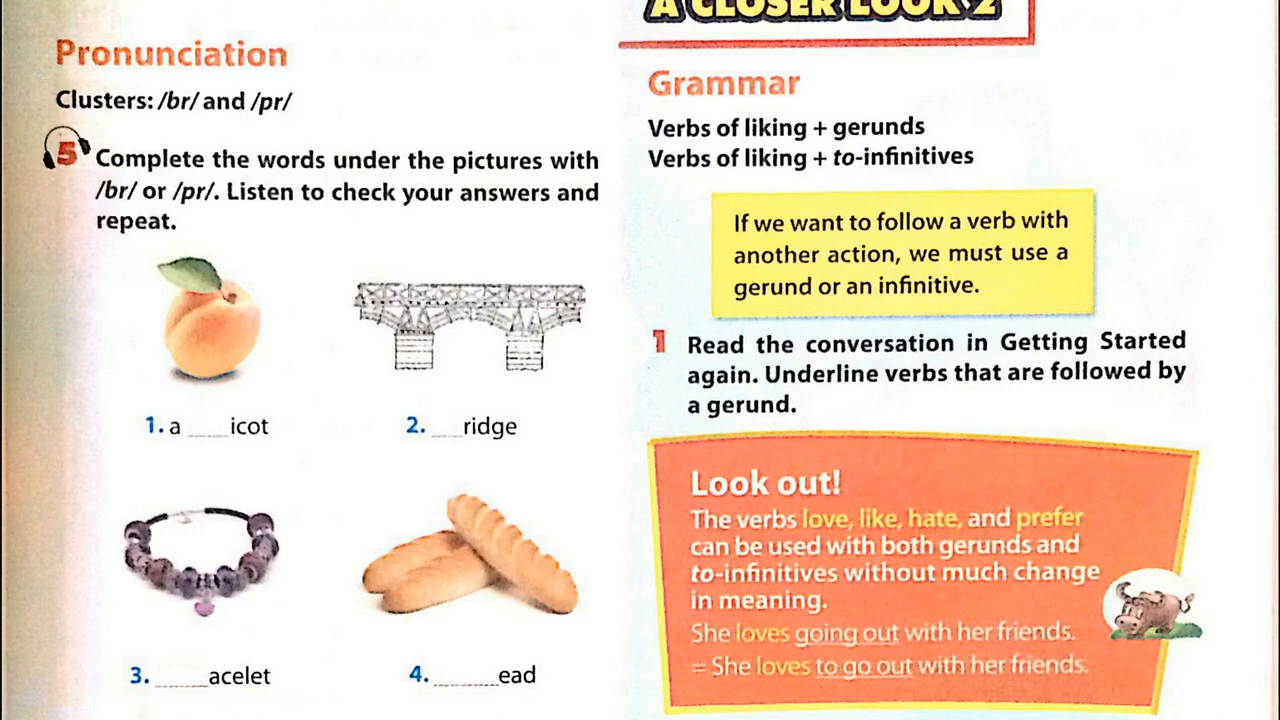 Pronunciation
Clusters: /br/ and /pr/
5 Complete the words under the pictures with
/br/ or /pr/. Listen to check your answers and
repeat.
1. a ____icot
2. ___ridge
3. _____acelet
4. ______ead
A CLOSER LOOK 2
Grammar
Verbs of liking + gerunds
Verbs of liking + to-infinitives
If we want to follow a verb with
another action, we must use a
gerund or an infinitive.
1 Read the conversation in Getting Started
again. Underline verbs that are followed by
a gerund.
Look out!
The verbs love, like, hate, and prefer
can be used with both gerunds and
to-infinitives without much change
in meaning.
She loves going out with her friends.
= She loves to go out with her friends.